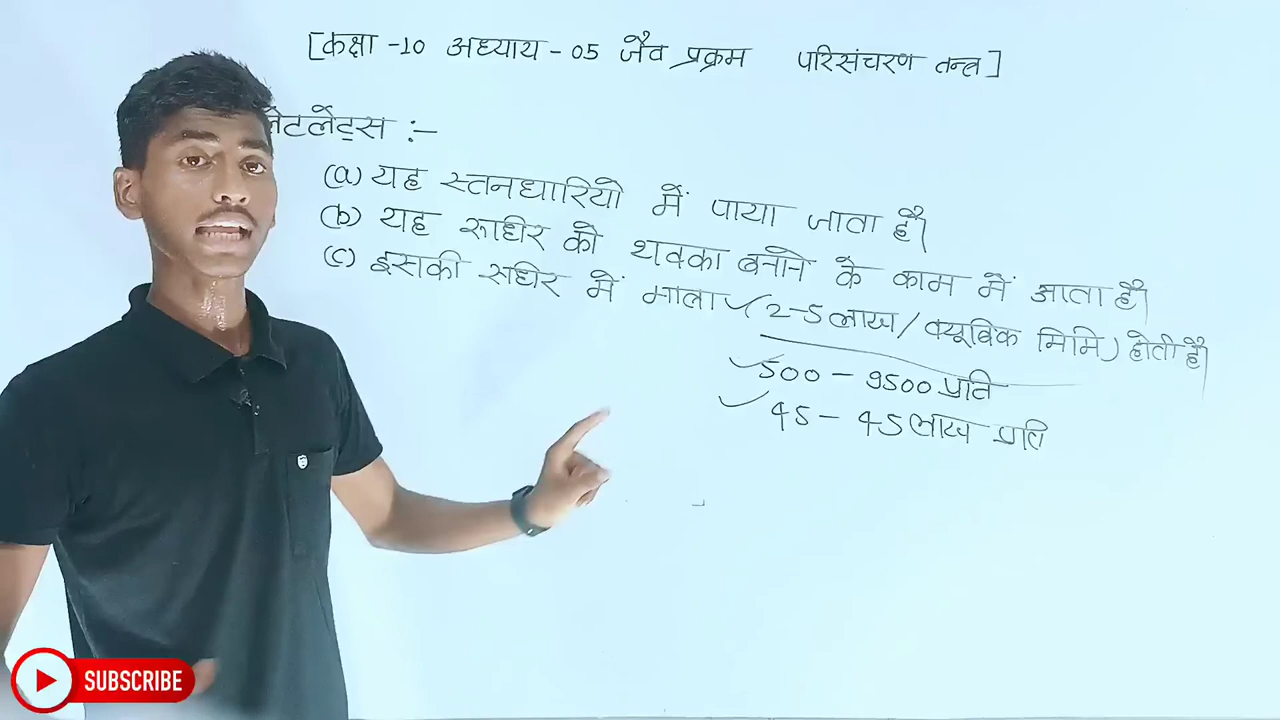 [कक्षा -10 अध्याय - 05 जैव प्रक्रम परिसंचरण तन्त्र]
लेटलेट्स :-
(a) यह स्तनधारियो में पाया जाता है।
(b) यह रूधिर को थक्का बनाने के काम में आता है।
(c) इसकी रूधिर में मात्रा (2-5 लाख / क्यूबिक मिमि) होती है।
500 - 9500 प्रति
45 - 45 लाख प्रति
SUBSCRIBE